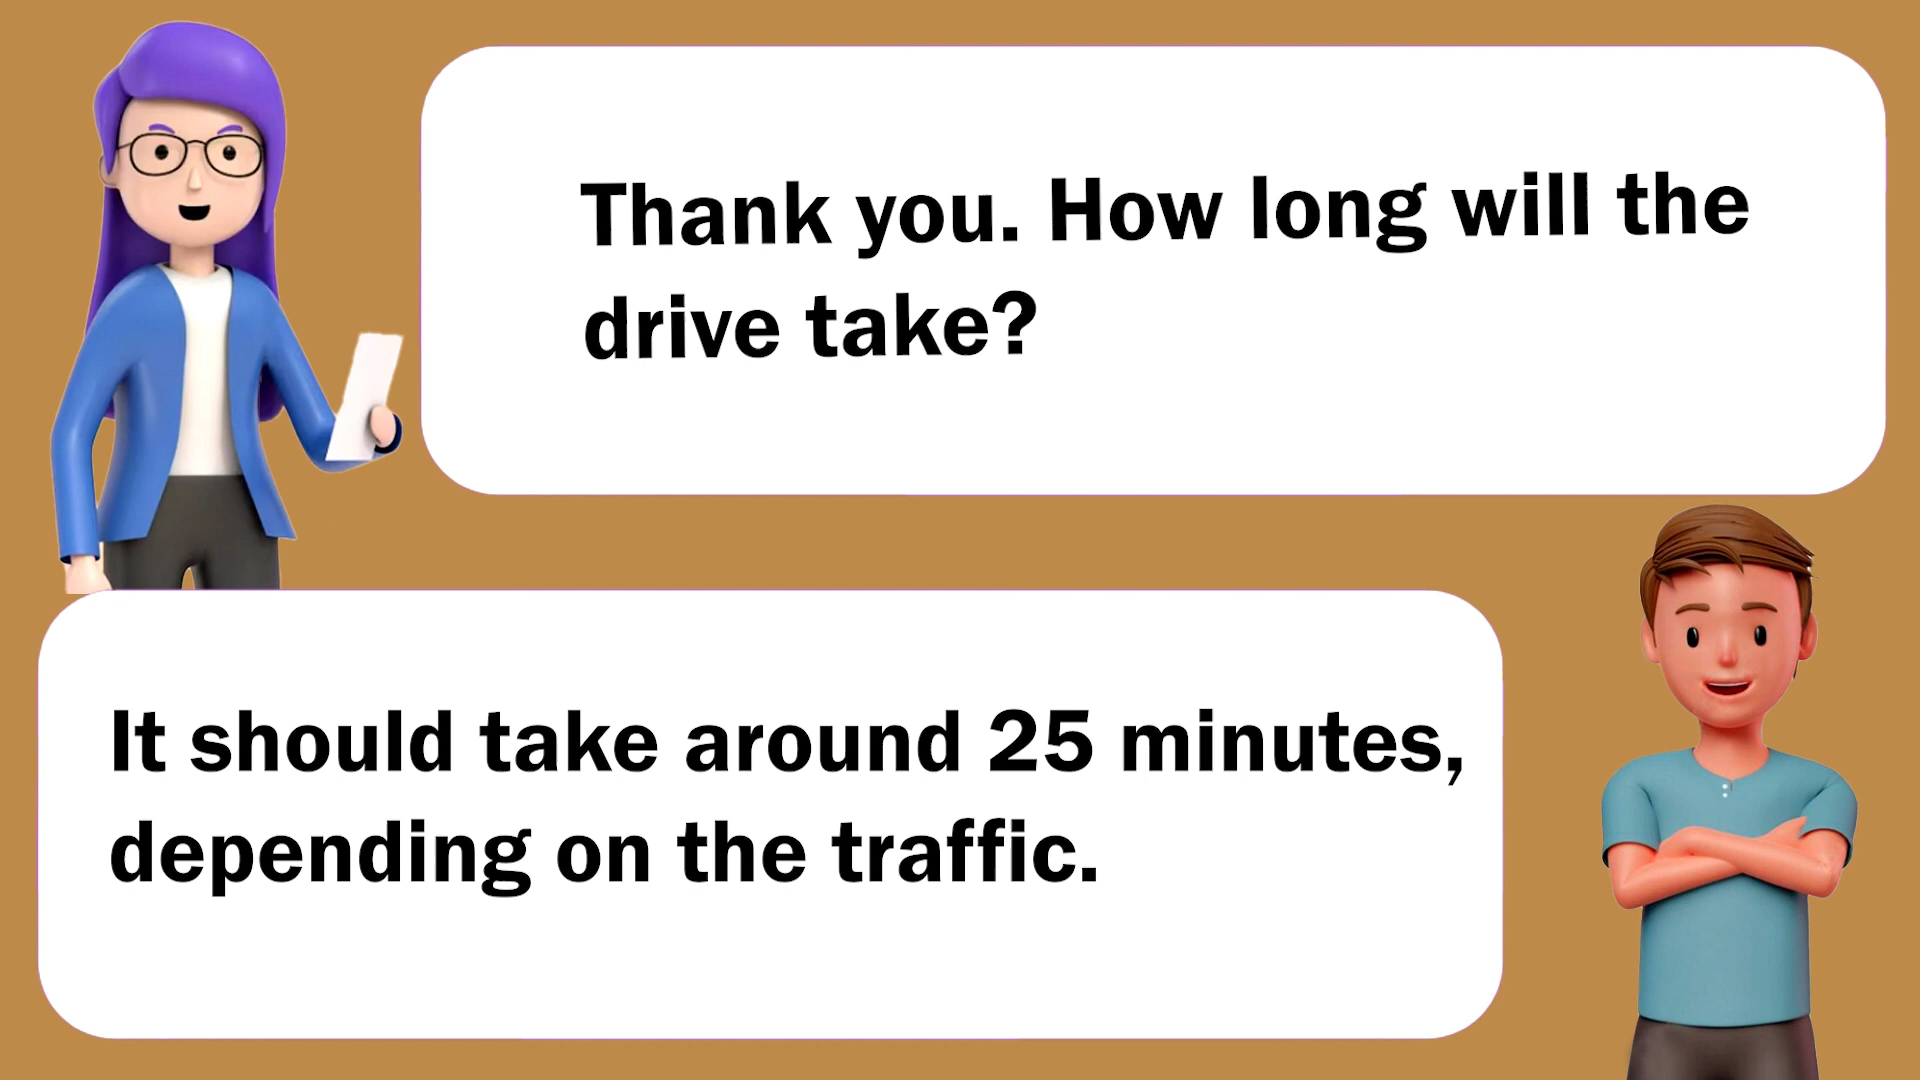 Thank you. How long will the
drive take?
It should take around 25 minutes,
depending on the traffic.